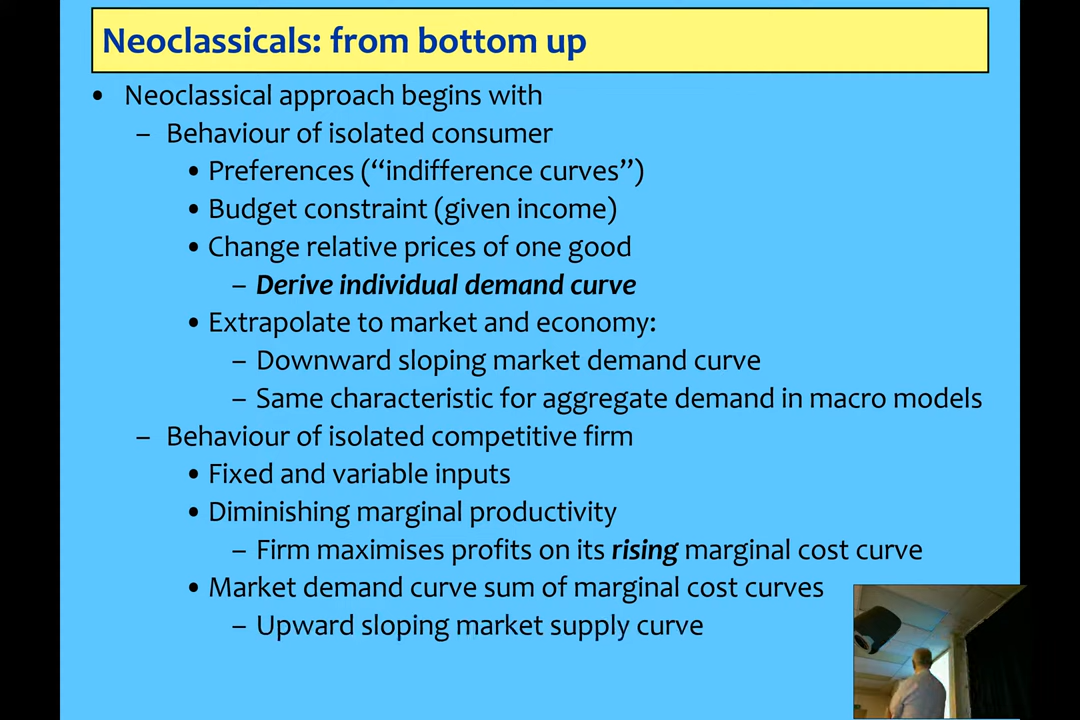 Neoclassicals: from bottom up
• Neoclassical approach begins with
– Behaviour of isolated consumer
• Preferences (“indifference curves”)
• Budget constraint (given income)
• Change relative prices of one good
– Derive individual demand curve
• Extrapolate to market and economy:
– Downward sloping market demand curve
– Same characteristic for aggregate demand in macro models
– Behaviour of isolated competitive firm
• Fixed and variable inputs
• Diminishing marginal productivity
– Firm maximises profits on its rising marginal cost curve
• Market demand curve sum of marginal cost curves
– Upward sloping market supply curve